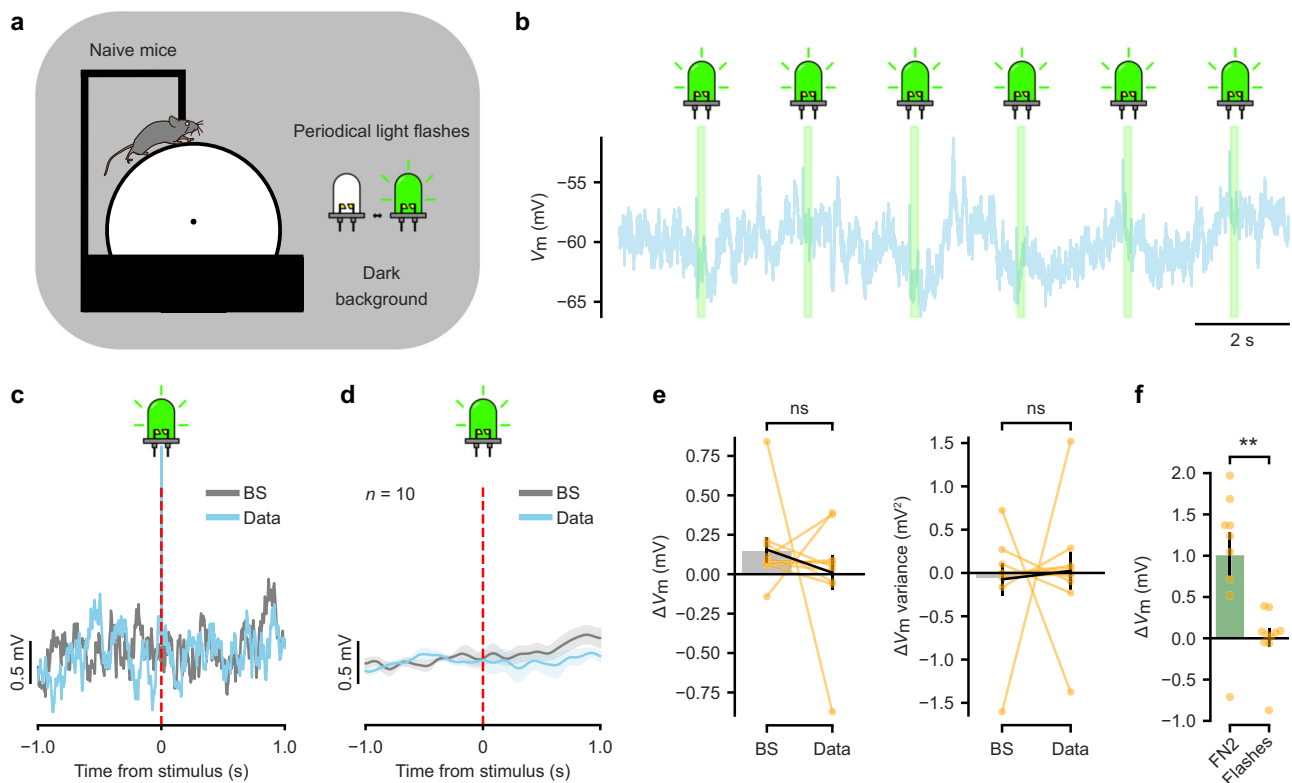 a
Naive mice
Periodical light flashes
Dark
background
b
−55
−60
−65
Vm (mV)
2 s
c
BS
Data
0.5 mV
−1.0
0
1.0
Time from stimulus (s)
d
n = 10
BS
Data
0.5 mV
−1.0
0
1.0
Time from stimulus (s)
e
ns
0.75
0.50
0.25
0.00
−0.25
−0.50
−0.75
ΔVm (mV)
BS
Data
ns
1.5
1.0
0.5
0.0
−0.5
−1.0
−1.5
ΔVm variance (mV²)
BS
Data
f
**
2.0
1.5
1.0
0.5
0.0
−0.5
−1.0
ΔVm (mV)
FN2
Flashes